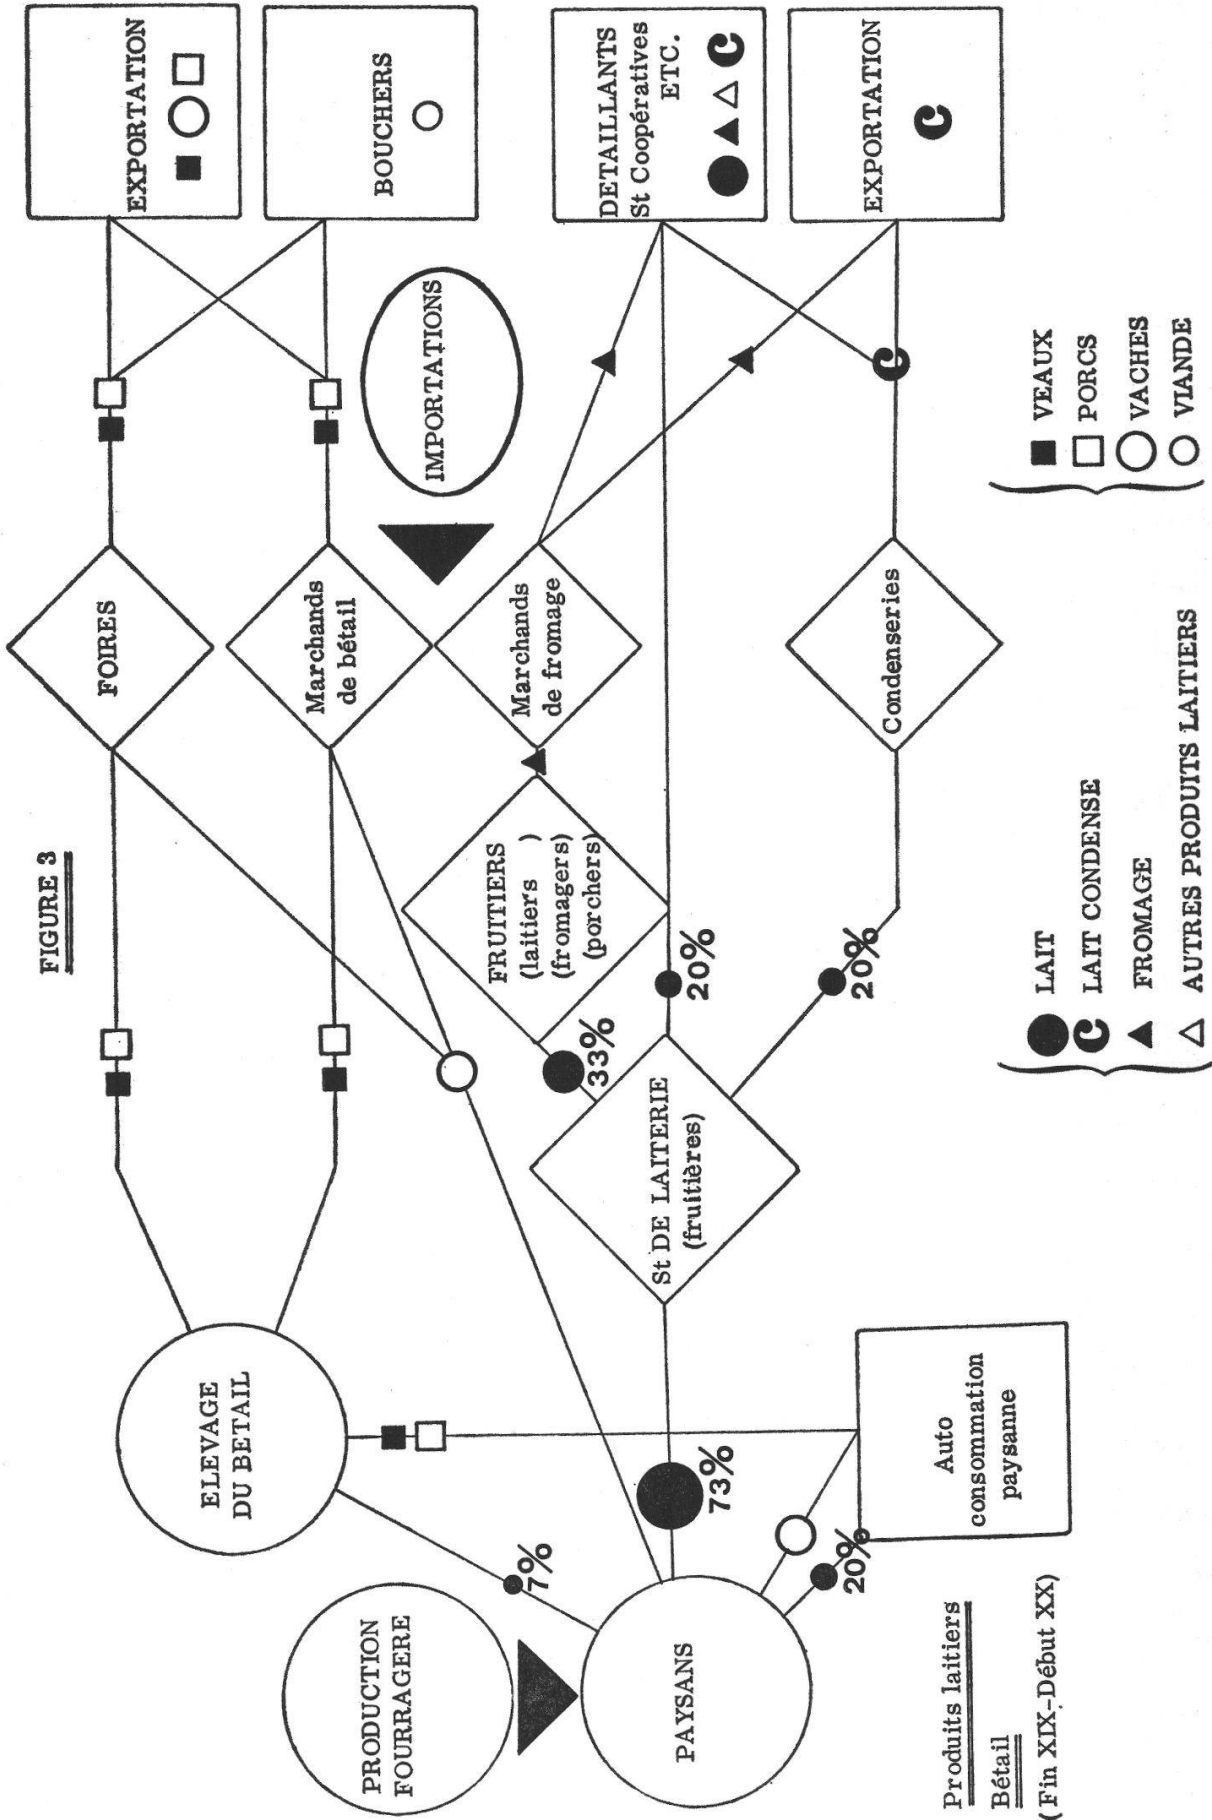 FIGURE 3
PRODUCTION
FOURRAGERE
PAYSANS
ELEVAGE
DU BETAIL
7%
73%
20%
Auto
consommation
paysanne
St DE LAITERIE
(fruitières)
33%
20%
20%
FRUITIERS
(laitiers )
(fromagers)
(porchers)
FOIRES
Marchands
de bétail
Marchands
de fromage
Condenseries
IMPORTATIONS
C
EXPORTATION
BOUCHERS
DETAILLANTS
St Coopératives
ETC.
C
EXPORTATION
C
Produits laitiers
Bétail
(Fin XIX-Début XX)
LAIT
C LAIT CONDENSE
FROMAGE
AUTRES PRODUITS LAITIERS
VEAUX
PORCS
VACHES
VIANDE